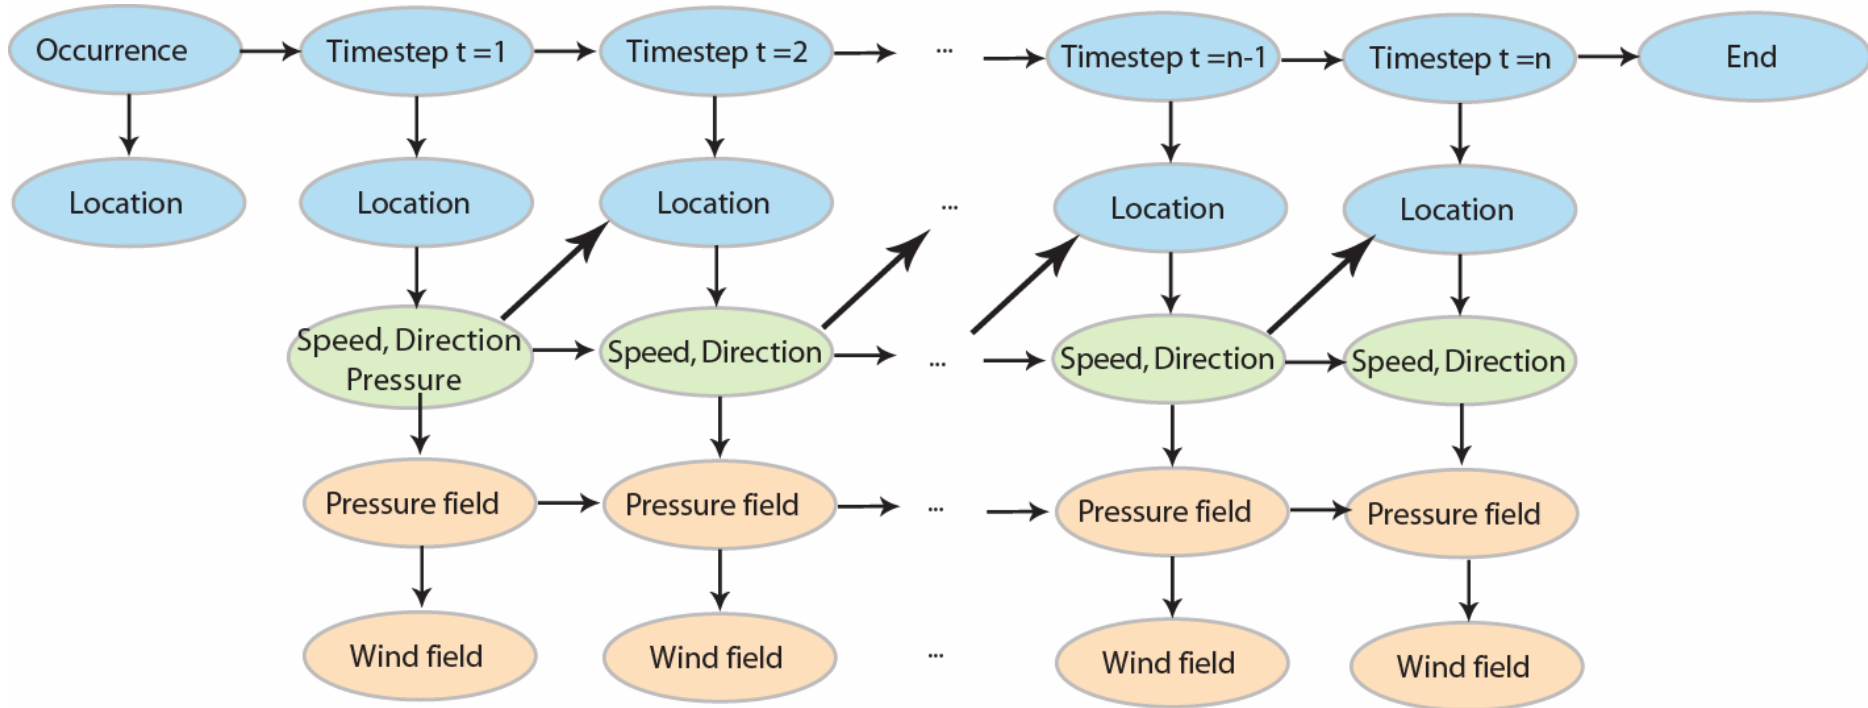 Occurrence
Timestep t =1
Timestep t =2
...
Timestep t =n-1
Timestep t =n
End
Location
Location
Location
...
Location
Location
Speed, Direction
Pressure
Speed, Direction
...
Speed, Direction
Speed, Direction
Pressure field
Pressure field
...
Pressure field
Pressure field
Wind field
Wind field
...
Wind field
Wind field